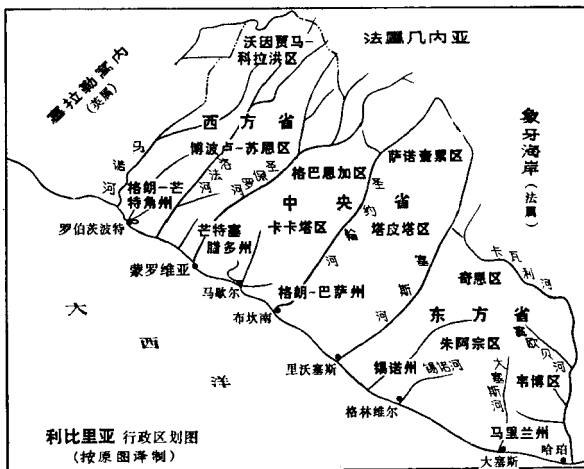 法属几内亚
沃因贾马-
科拉洪区
塞拉勒窝内
(英属)
象牙海岸
(法属)
西方省
马诺河
博波卢-苏恩区
洛法河
圣保罗河
格巴恩加区
萨诺奎累区
格朗-芒
特角州
罗伯茨波特
中央省
圣约翰河
芒特塞
腊多州
卡卡塔区
塔皮塔区
蒙罗维亚
马歇尔
格朗-巴萨州
布坎南
塞斯河
卡瓦利河
奇恩区
大西洋
东方省
朱阿宗区
欧贝河
里沃塞斯
锡诺州
锡诺河
大塞斯河
韦博区
格林维尔
马里兰州
哈珀
大塞斯
利比里亚 行政区划图
(按原图译制)